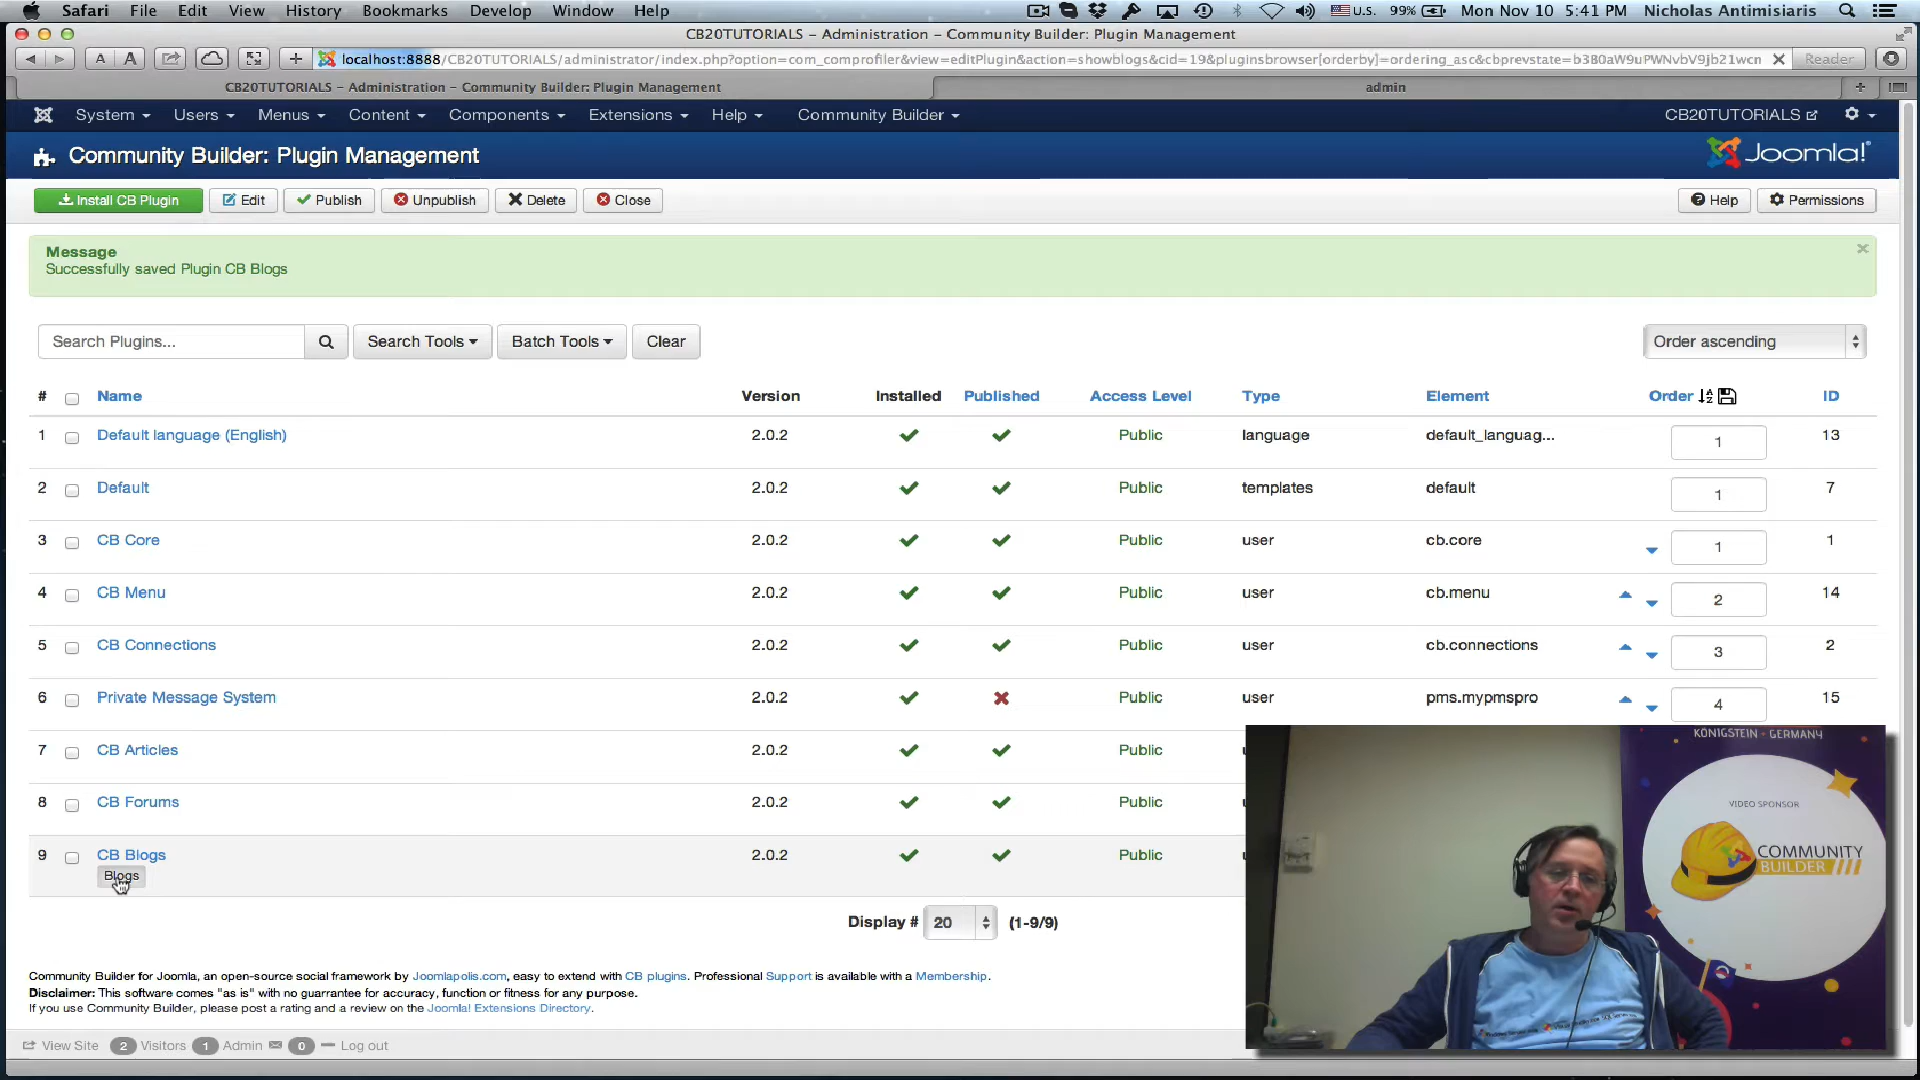 Safari File Edit View History Bookmarks Develop Window Help U.S. 99% Mon Nov 10 5:41 PM Nicholas Antimisiaris
CB20TUTORIALS – Administration – Community Builder: Plugin Management
A A localhost:8888/CB20TUTORIALS/administrator/index.php?option=com_comprofiler&view=editPlugin&action=showblogs&cid=19&pluginsbrowser[orderby]=ordering_asc&cbprevstate=b3B0aW9uPWNvbV9jb21wcn Reader
CB20TUTORIALS – Administration – Community Builder: Plugin Management admin
System Users Menus Content Components Extensions Help Community Builder CB20TUTORIALS
Community Builder: Plugin Management Joomla!
Install CB Plugin Edit Publish Unpublish Delete Close Help Permissions
Message
Successfully saved Plugin CB Blogs
Search Plugins... Search Tools Batch Tools Clear Order ascending
# Name Version Installed Published Access Level Type Element Order ID
1 Default language (English) 2.0.2 Public language default_languag... 1 13
2 Default 2.0.2 Public templates default 1 7
3 CB Core 2.0.2 Public user cb.core 1 1
4 CB Menu 2.0.2 Public user cb.menu 2 14
5 CB Connections 2.0.2 Public user cb.connections 3 2
6 Private Message System 2.0.2 Public user pms.mypmspro 4 15
7 CB Articles 2.0.2 Public
8 CB Forums 2.0.2 Public
9 CB Blogs 2.0.2 Public
Blogs
KÖNIGSTEIN • GERMANY
VIDEO SPONSOR
COMMUNITY
BUILDER
Display # 20 (1-9/9)
Community Builder for Joomla, an open-source social framework by Joomlapolis.com, easy to extend with CB plugins. Professional Support is available with a Membership.
Disclaimer: This software comes "as is" with no guarrantee for accuracy, function or fitness for any purpose.
If you use Community Builder, please post a rating and a review on the Joomla! Extensions Directory.
View Site 2 Visitors 1 Admin 0 Log out